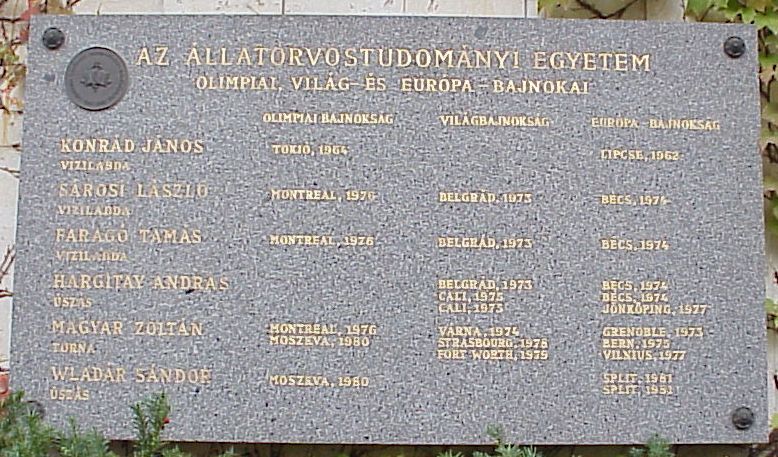 AZ ÁLLATORVOSTUDOMÁNYI EGYETEM
OLIMPIAI, VILÁG- ÉS EURÓPA-BAJNOKAI
OLIMPIAI BAJNOKSÁG VILÁGBAJNOKSÁG EURÓPA-BAJNOKSÁG
KONRÁD JÁNOS TOKIÓ, 1964 LIPCSE, 1962
VIZILABDA
SÁROSI LÁSZLÓ MONTREAL, 1976 BELGRÁD, 1973 BÉCS, 1974
VIZILABDA
FARAGÓ TAMÁS MONTREAL, 1976 BELGRÁD, 1973 BÉCS, 1974
VIZILABDA
HARGITAY ANDRÁS BELGRÁD, 1973 BÉCS, 1974
ÚSZÁS CALI, 1975 BÉCS, 1974
CALI, 1975 JÖNKÖPING, 1977
MAGYAR ZOLTÁN MONTREAL, 1976 VÁRNA, 1974 GRENOBLE, 1973
TORNA MOSZKVA, 1980 STRASBOURG, 1978 BERN, 1975
FORT WORTH, 1979 VILNIUS, 1977
WLADÁR SÁNDOR MOSZKVA, 1980 SPLIT, 1981
ÚSZÁS SPLIT, 1981